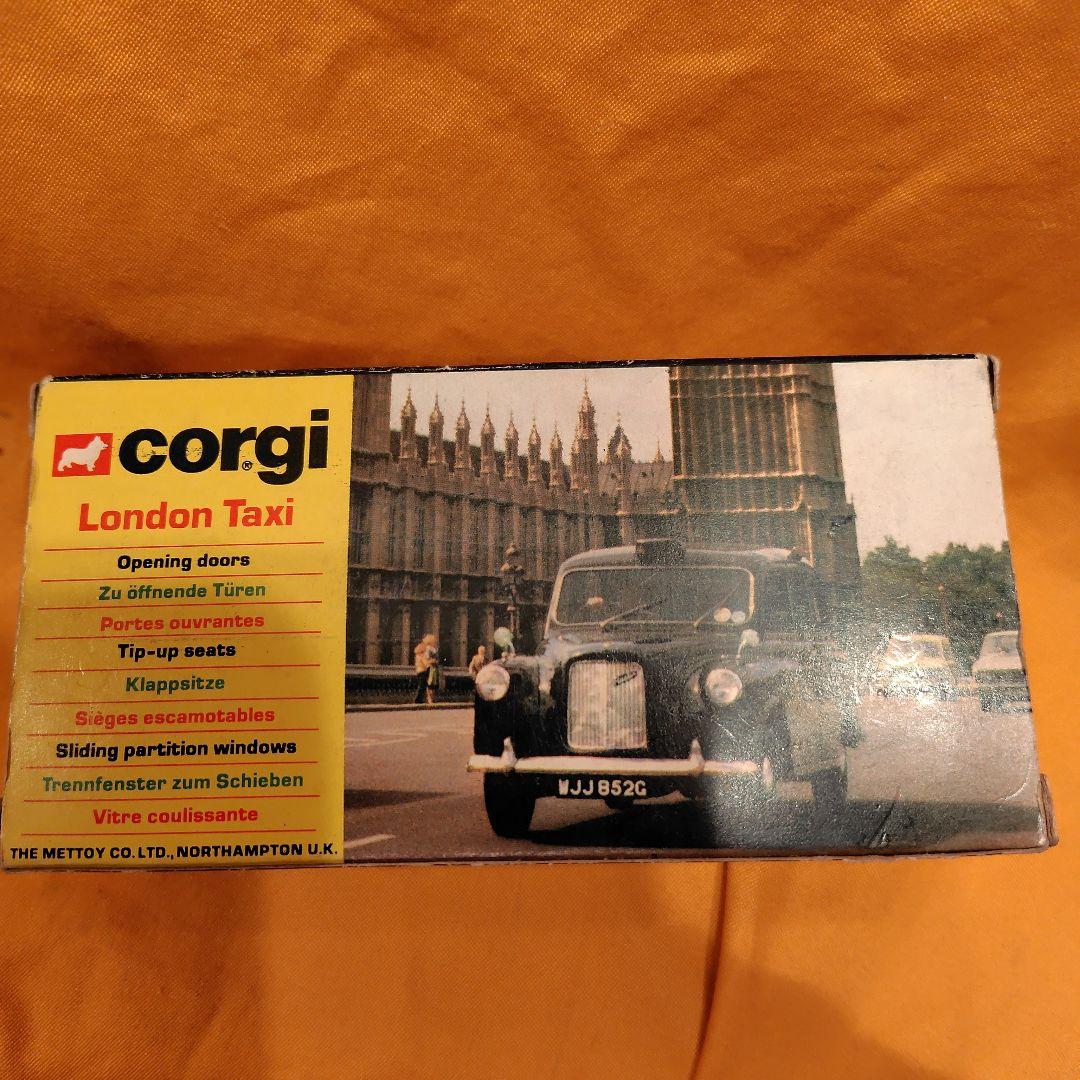 corgi®
London Taxi
Opening doors
Zu öffnende Türen
Portes ouvrantes
Tip-up seats
Klappsitze
Sièges escamotables
Sliding partition windows
Trennfenster zum Schieben
Vitre coulissante
THE METTOY CO. LTD., NORTHAMPTON U.K.
WJJ 852G